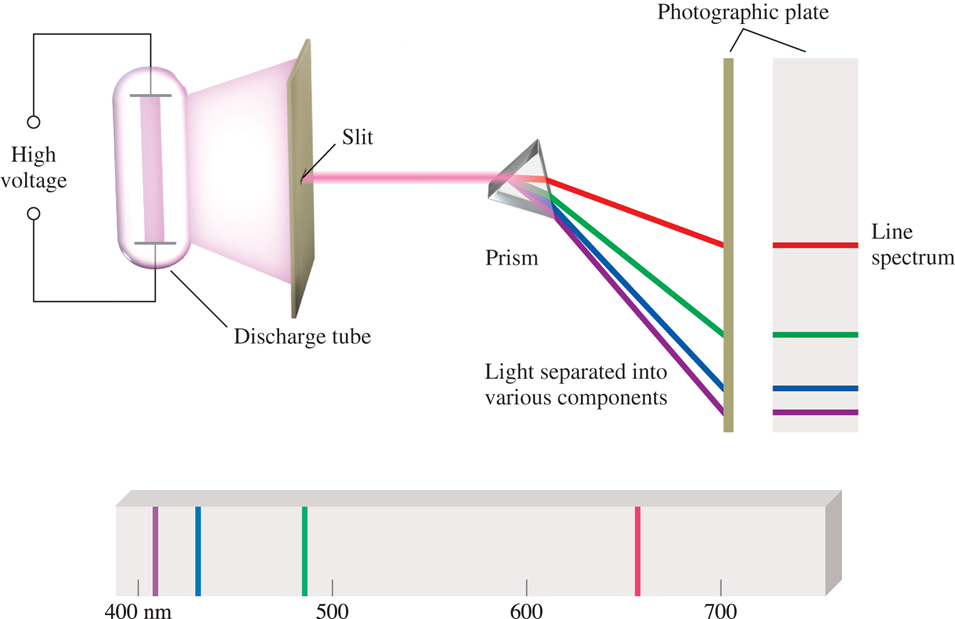 Photographic plate
Slit
High
voltage
Line
spectrum
Prism
Discharge tube
Light separated into
various components
400 nm
500
600
700